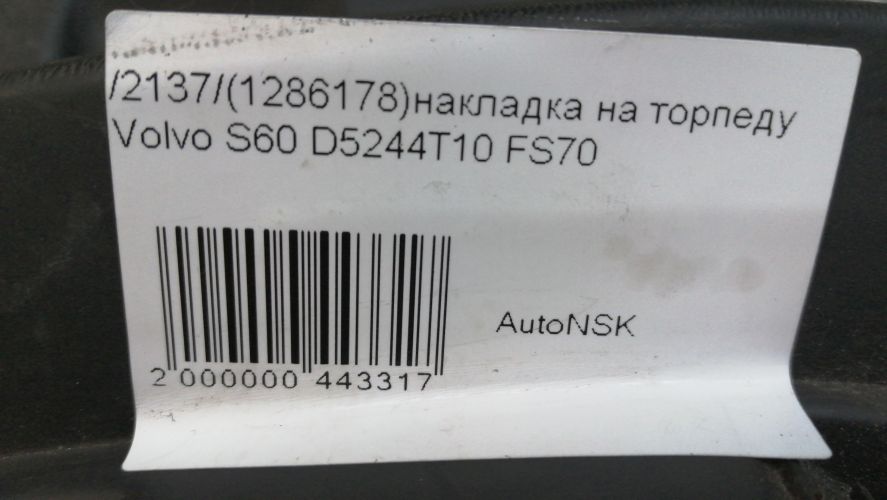 /2137/(1286178)накладка на торпеду
Volvo S60 D5244T10 FS70
AutoNSK
2 000000 443317